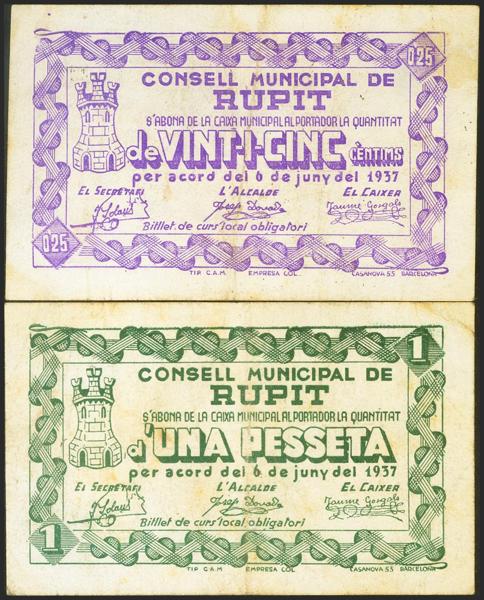 0'25
CONSELL MUNICIPAL DE
RUPIT
S'ABONA DE LA CAIXA MUNICIPAL AL PORTADOR LA QUANTITAT
de VINT-I-CINC CÈNTIMS
per acord del 6 de juny del 1937
EL SECRETARI L'ALCALDE EL CAIXER
Jaume Gorgals
Bitllet de curs local obligatori
0'25
TIP. C.A.M. EMPRESA COL. CASANOVA 55 BARCELONA
1
CONSELL MUNICIPAL DE
RUPIT
S'ABONA DE LA CAIXA MUNICIPAL AL PORTADOR LA QUANTITAT
d'UNA PESSETA
per acord del 6 de juny del 1937
EL SECRETARI L'ALCALDE EL CAIXER
Jaume Gorgals
Bitllet de curs local obligatori
1
TIP. C.A.M. EMPRESA COL. CASANOVA 55 BARCELONA